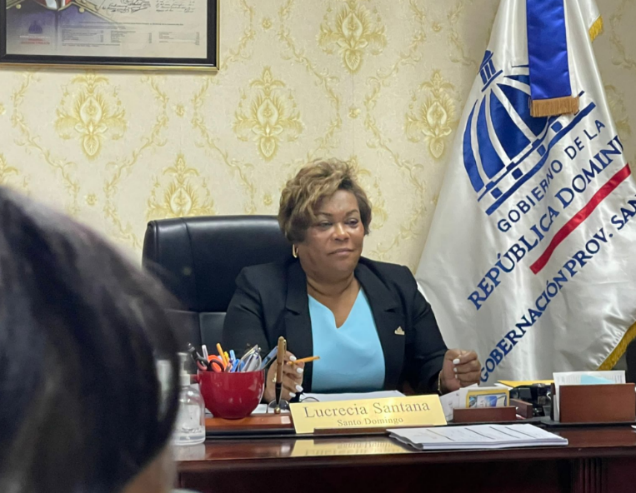 GOBIERNO DE LA
REPÚBLICA DOMINI
GOBERNACIÓN PROV. SAN
Lucrecia Santana
Santo Domingo